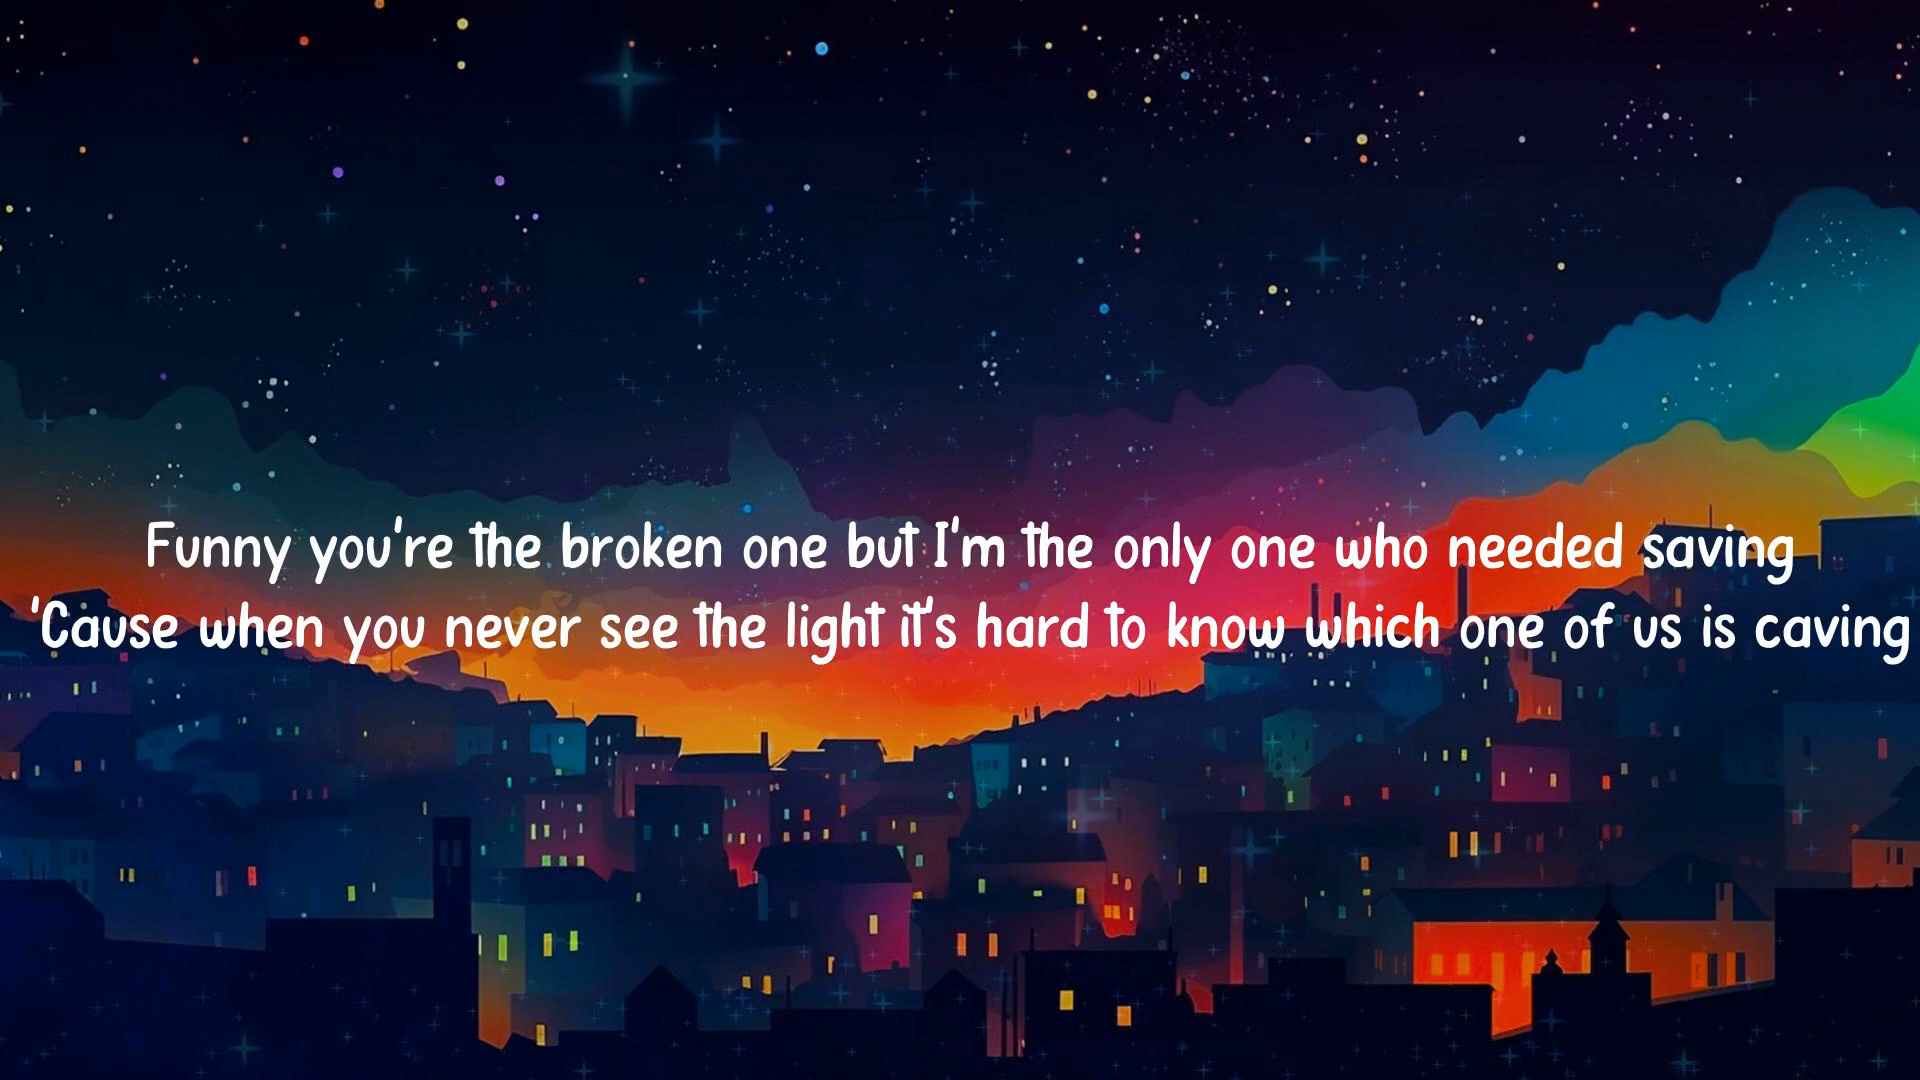 Funny you're the broken one but I'm the only one who needed saving
'Cause when you never see the light it's hard to know which one of us is caving